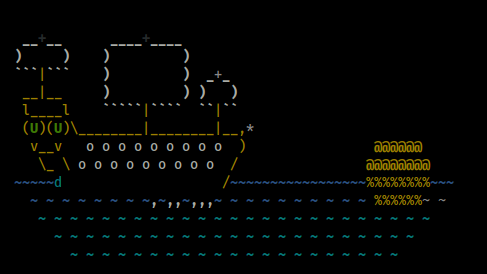 __+__      ____+____
)     )    )         )
```|```    )         )  _+_
 __|__     )         ) )   )
 l____l    `````|````  ``|``
 (U)(U)\________|________|__,*
  v__v   o o o o o o o o o  )                @@@@@@
   \_ \ o o o o o o o o o  /                @@@@@@@@
~~~~~d                    /~~~~~~~~~~~~~~~~~%%%%%%%%~~~
  ~ ~ ~ ~ ~ ~ ~ ~,~,,~,,,~ ~ ~ ~ ~ ~ ~ ~ ~ ~ %%%%%%~ ~
   ~ ~ ~ ~ ~ ~ ~ ~ ~ ~ ~ ~ ~ ~ ~ ~ ~ ~ ~ ~ ~ ~ ~ ~ ~
     ~ ~ ~ ~ ~ ~ ~ ~ ~ ~ ~ ~ ~ ~ ~ ~ ~ ~ ~ ~ ~ ~ ~
       ~ ~ ~ ~ ~ ~ ~ ~ ~ ~ ~ ~ ~ ~ ~ ~ ~ ~ ~ ~ ~